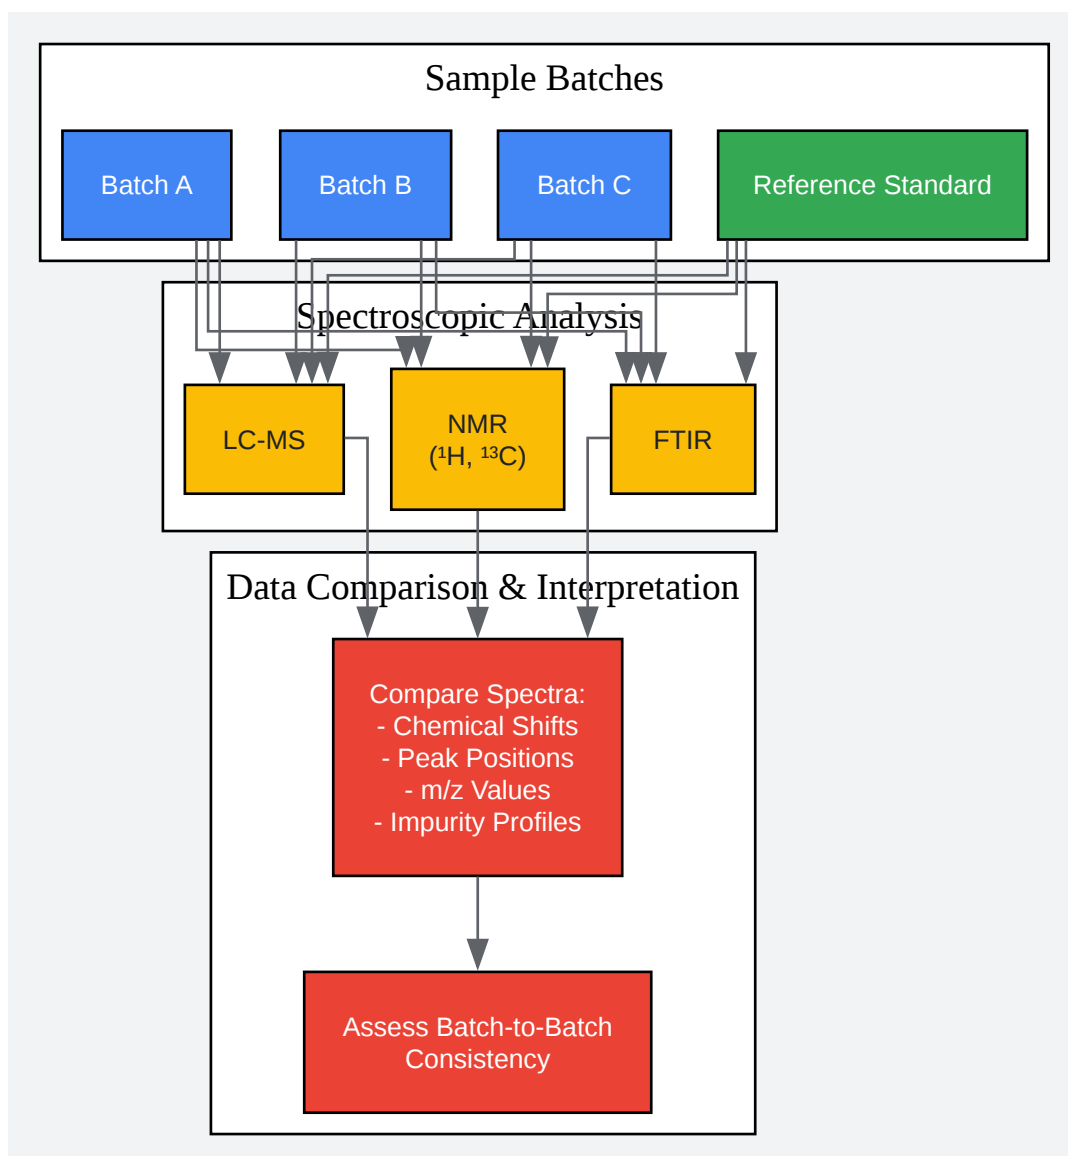 Sample Batches
Batch A
Batch B
Batch C
Reference Standard
Spectroscopic Analysis
LC-MS
NMR
(¹H, ¹³C)
FTIR
Data Comparison & Interpretation
Compare Spectra:
- Chemical Shifts
- Peak Positions
- m/z Values
- Impurity Profiles
Assess Batch-to-Batch
Consistency